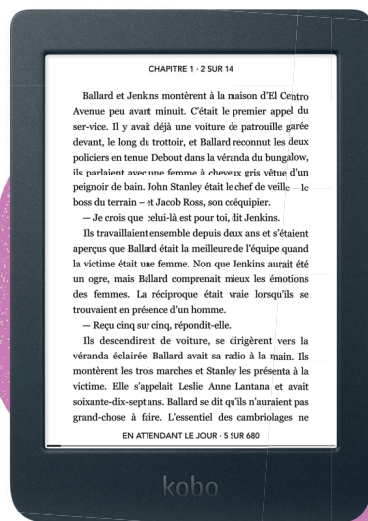 CHAPITRE 1 · 2 SUR 14
Ballard et Jenkins montèrent à la maison d'El Centro
Avenue peu avant minuit. C'était le premier appel du
ser-vice. Il y avait déjà une voiture de patrouille garée
devant, le long du trottoir, et Ballard reconnut les deux
policiers en tenue Debout dans la véranda du bungalow,
ils parlaient avec une femme à cheveux gris vêtue d'un
peignoir de bain. John Stanley était le chef de veille – le
boss du terrain – et Jacob Ross, son coéquipier.
— Je crois que celui-là est pour toi, dit Jenkins.
Ils travaillaient ensemble depuis deux ans et s'étaient
aperçus que Ballard était la meilleure de l'équipe quand
la victime était une femme. Non que Jenkins aurait été
un ogre, mais Ballard comprenait mieux les émotions
des femmes. La réciproque était vraie lorsqu'ils se
trouvaient en présence d'un homme.
— Reçu cinq sur cinq, répondit-elle.
Ils descendirent de voiture, se dirigèrent vers la
véranda éclairée Ballard avait sa radio à la main. Ils
montèrent les trois marches et Stanley les présenta à la
victime. Elle s'appelait Leslie Anne Lantana et avait
soixante-dix-sept ans. Ballard se dit qu'ils n'auraient pas
grand-chose à faire. L'essentiel des cambriolages ne
EN ATTENDANT LE JOUR · 5 SUR 680
kobo